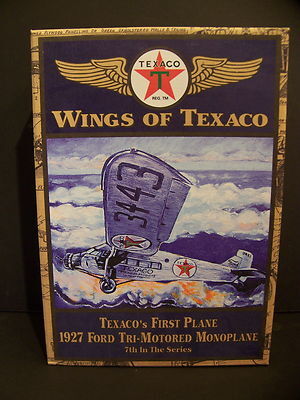 TEXACO
T
REG. TM
WINGS OF TEXACO
3443
TEXACO
TEXACO'S FIRST PLANE
1927 FORD TRI-MOTORED MONOPLANE
7th In The Series